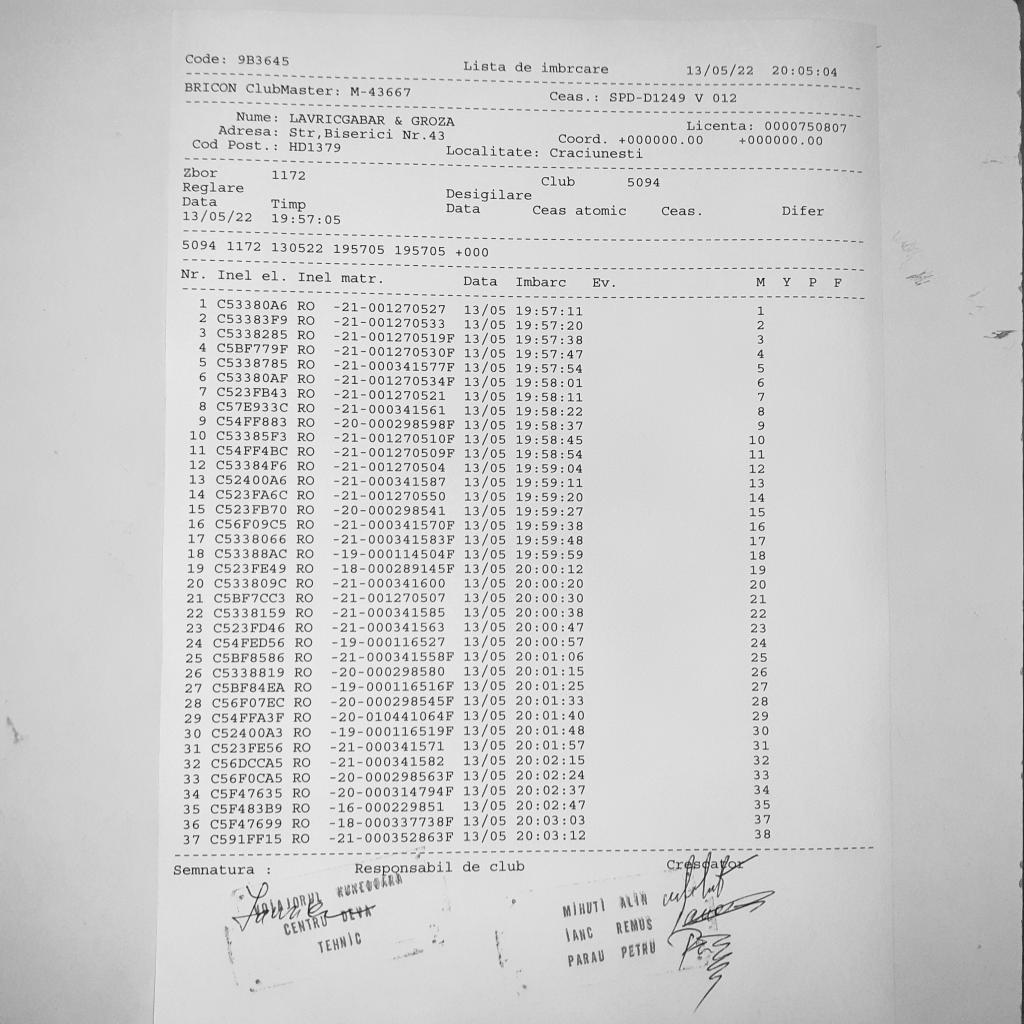 Code: 9B3645 Lista de imbrcare 13/05/22 20:05:04
BRICON ClubMaster: M-43667 Ceas.: SPD-D1249 V 012
Nume: LAVRICGABAR & GROZA Licenta: 0000750807
Adresa: Str,Biserici Nr.43 Coord. +000000.00 +000000.00
Cod Post.: HD1379 Localitate: Craciunesti
Zbor 1172 Club 5094
Reglare Desigilare
Data Timp Data Ceas atomic Ceas. Difer
13/05/22 19:57:05
5094 1172 130522 195705 195705 +000
Nr. Inel el. Inel matr. Data Imbarc Ev. M Y P F
1 C53380A6 RO -21-001270527 13/05 19:57:11 1
2 C53383F9 RO -21-001270533 13/05 19:57:20 2
3 C5338285 RO -21-001270519F 13/05 19:57:38 3
4 C5BF779F RO -21-001270530F 13/05 19:57:47 4
5 C5338785 RO -21-000341577F 13/05 19:57:54 5
6 C53380AF RO -21-001270534F 13/05 19:58:01 6
7 C523FB43 RO -21-001270521 13/05 19:58:11 7
8 C57E933C RO -21-000341561 13/05 19:58:22 8
9 C54FF883 RO -20-000298598F 13/05 19:58:37 9
10 C53385F3 RO -21-001270510F 13/05 19:58:45 10
11 C54FF4BC RO -21-001270509F 13/05 19:58:54 11
12 C53384F6 RO -21-001270504 13/05 19:59:04 12
13 C52400A6 RO -21-000341587 13/05 19:59:11 13
14 C523FA6C RO -21-001270550 13/05 19:59:20 14
15 C523FB70 RO -20-000298541 13/05 19:59:27 15
16 C56F09C5 RO -21-000341570F 13/05 19:59:38 16
17 C5338066 RO -21-000341583F 13/05 19:59:48 17
18 C53388AC RO -19-000114504F 13/05 19:59:59 18
19 C523FE49 RO -18-000289145F 13/05 20:00:12 19
20 C533809C RO -21-000341600 13/05 20:00:20 20
21 C5BF7CC3 RO -21-001270507 13/05 20:00:30 21
22 C5338159 RO -21-000341585 13/05 20:00:38 22
23 C523FD46 RO -21-000341563 13/05 20:00:47 23
24 C54FED56 RO -19-000116527 13/05 20:00:57 24
25 C5BF8586 RO -21-000341558F 13/05 20:01:06 25
26 C5338819 RO -20-000298580 13/05 20:01:15 26
27 C5BF84EA RO -19-000116516F 13/05 20:01:25 27
28 C56F07EC RO -20-000298545F 13/05 20:01:33 28
29 C54FFA3F RO -20-010441064F 13/05 20:01:40 29
30 C52400A3 RO -19-000116519F 13/05 20:01:48 30
31 C523FE56 RO -21-000341571 13/05 20:01:57 31
32 C56DCCA5 RO -21-000341582 13/05 20:02:15 32
33 C56F0CA5 RO -20-000298563F 13/05 20:02:24 33
34 C5F47635 RO -20-000314794F 13/05 20:02:37 34
35 C5F483B9 RO -16-000229851 13/05 20:02:47 35
36 C5F47699 RO -18-000337738F 13/05 20:03:03 37
37 C591FF15 RO -21-000352863F 13/05 20:03:12 38
Semnatura : Responsabil de club Crescator
VOIAJORUL HUNEDOARA
CENTRU DEVA
TEHNIC
MIHUTI ALIN
IANC REMUS
PARAU PETRU